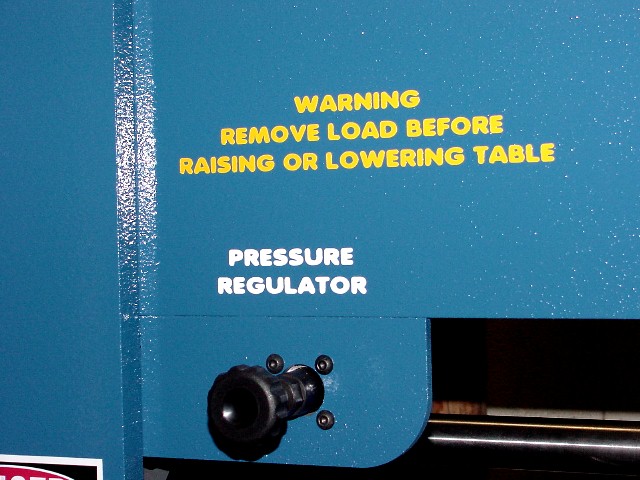 WARNING
REMOVE LOAD BEFORE
RAISING OR LOWERING TABLE
PRESSURE
REGULATOR